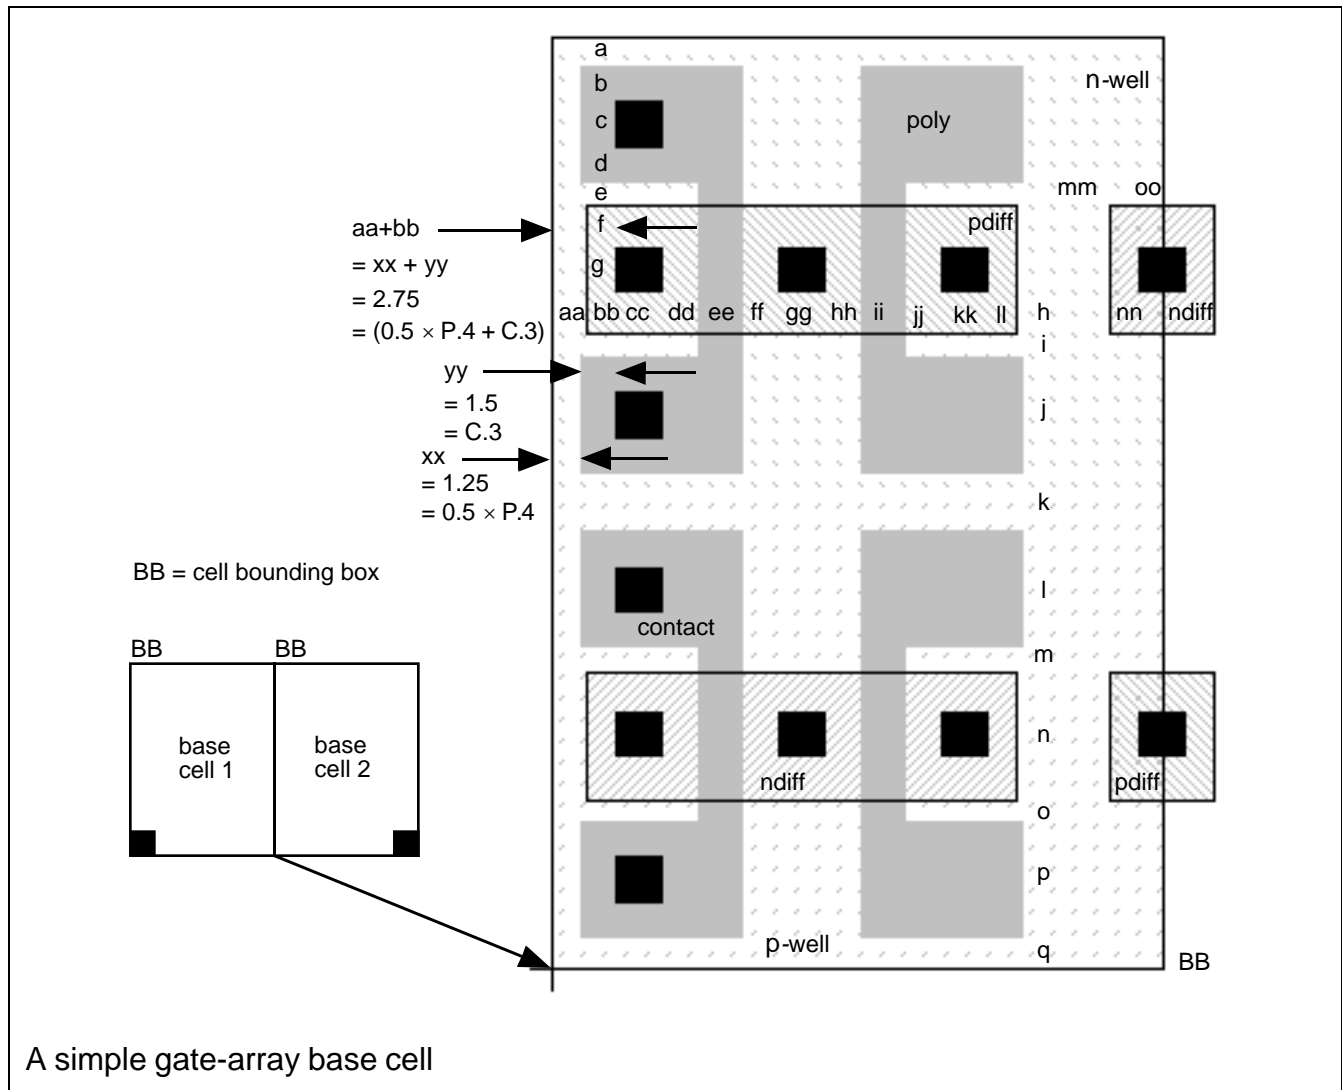 a
b
n-well
c
poly
d
e
mm
oo
f
pdiff
aa+bb
= xx + yy
= 2.75
= (0.5 × P.4 + C.3)
g
aa bb cc dd ee ff gg hh ii jj kk ll h nn ndiff
i
yy
= 1.5
= C.3
j
xx
= 1.25
= 0.5 × P.4
k
BB = cell bounding box
l
contact
BB BB
m
base
cell 1
base
cell 2
n
ndiff
pdiff
o
p
p-well
q
BB
A simple gate-array base cell